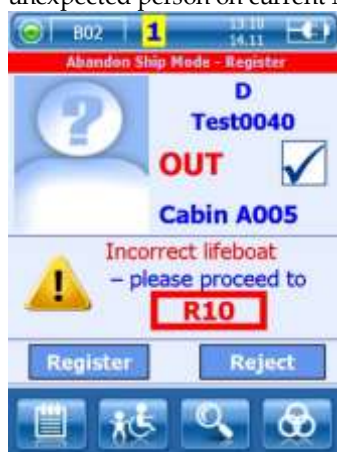 unexpected person on current
B02 1 13:10
14.11
Abandon Ship Mode - Register
D
Test0040
OUT
Cabin A005
Incorrect lifeboat
– please proceed to
R10
Register Reject